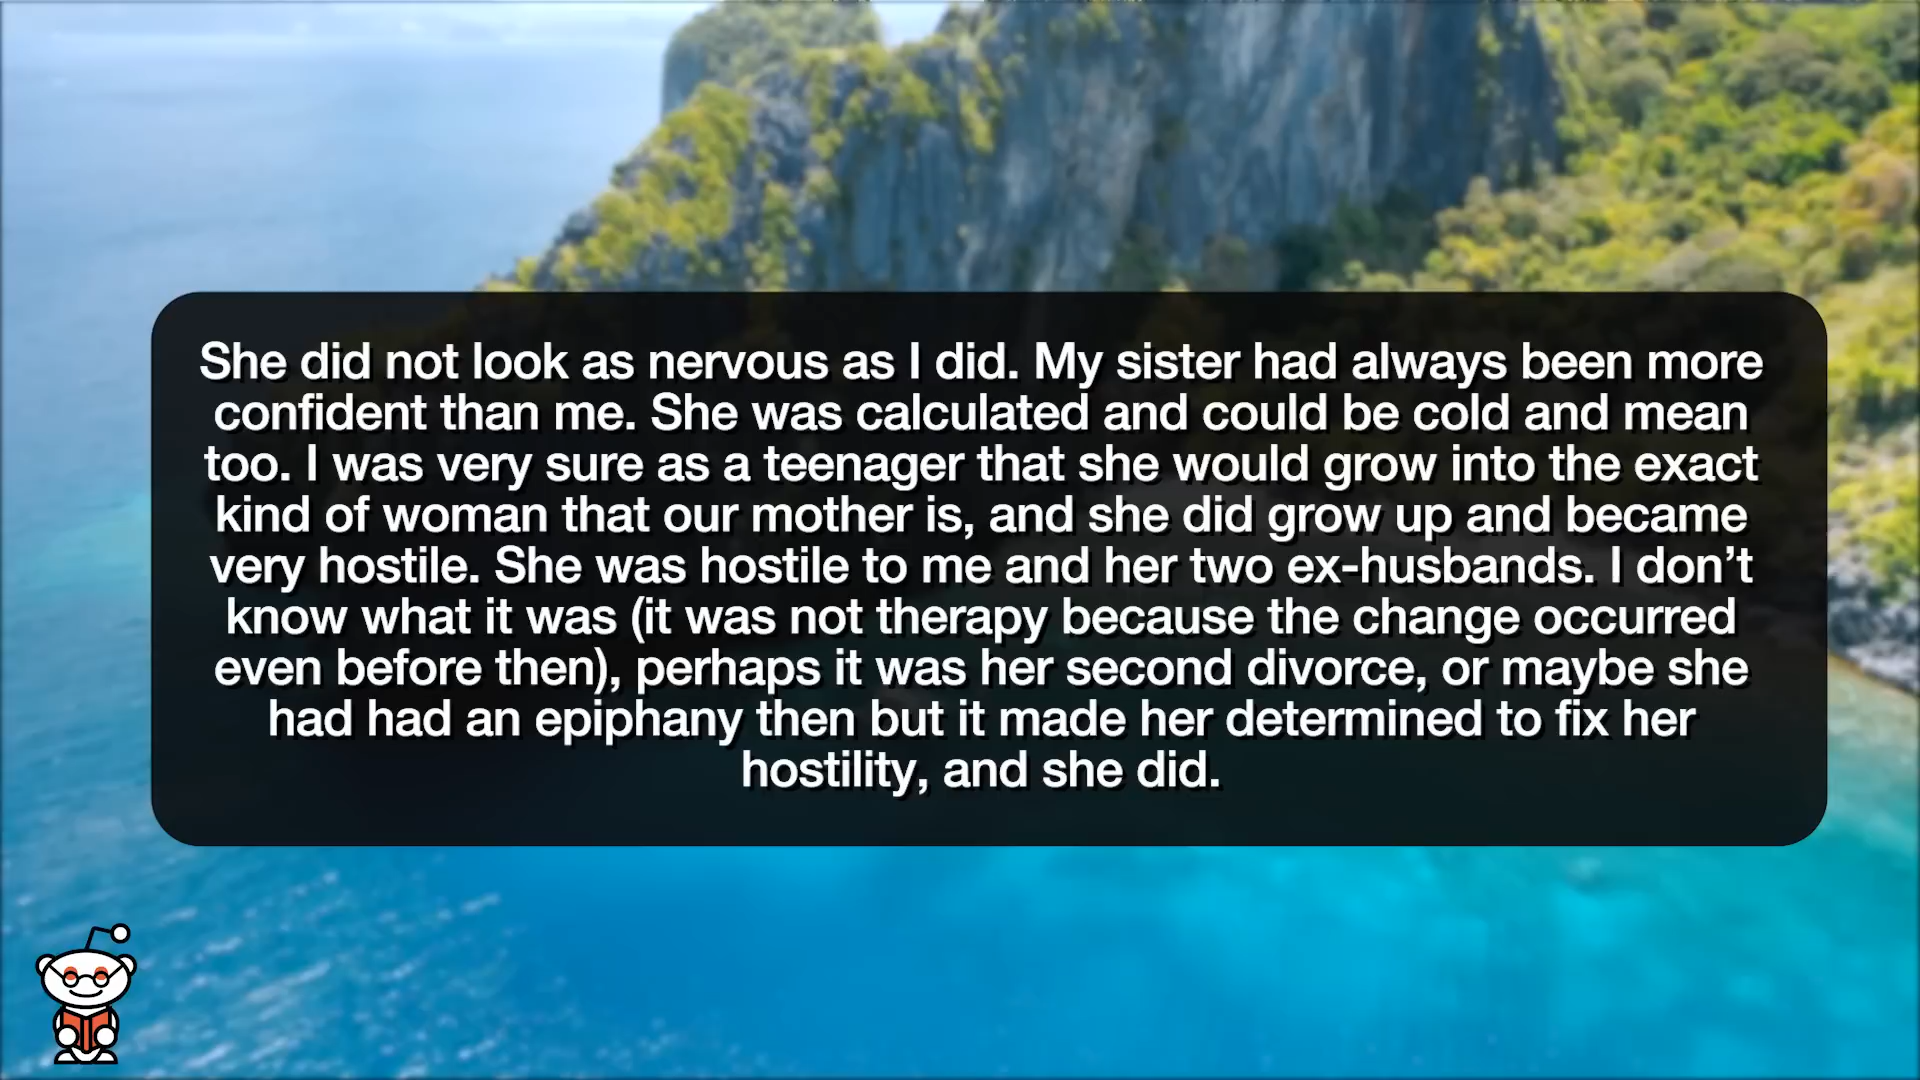 She did not look as nervous as I did. My sister had always been more
confident than me. She was calculated and could be cold and mean
too. I was very sure as a teenager that she would grow into the exact
kind of woman that our mother is, and she did grow up and became
very hostile. She was hostile to me and her two ex-husbands. I don’t
know what it was (it was not therapy because the change occurred
even before then), perhaps it was her second divorce, or maybe she
had had an epiphany then but it made her determined to fix her
hostility, and she did.